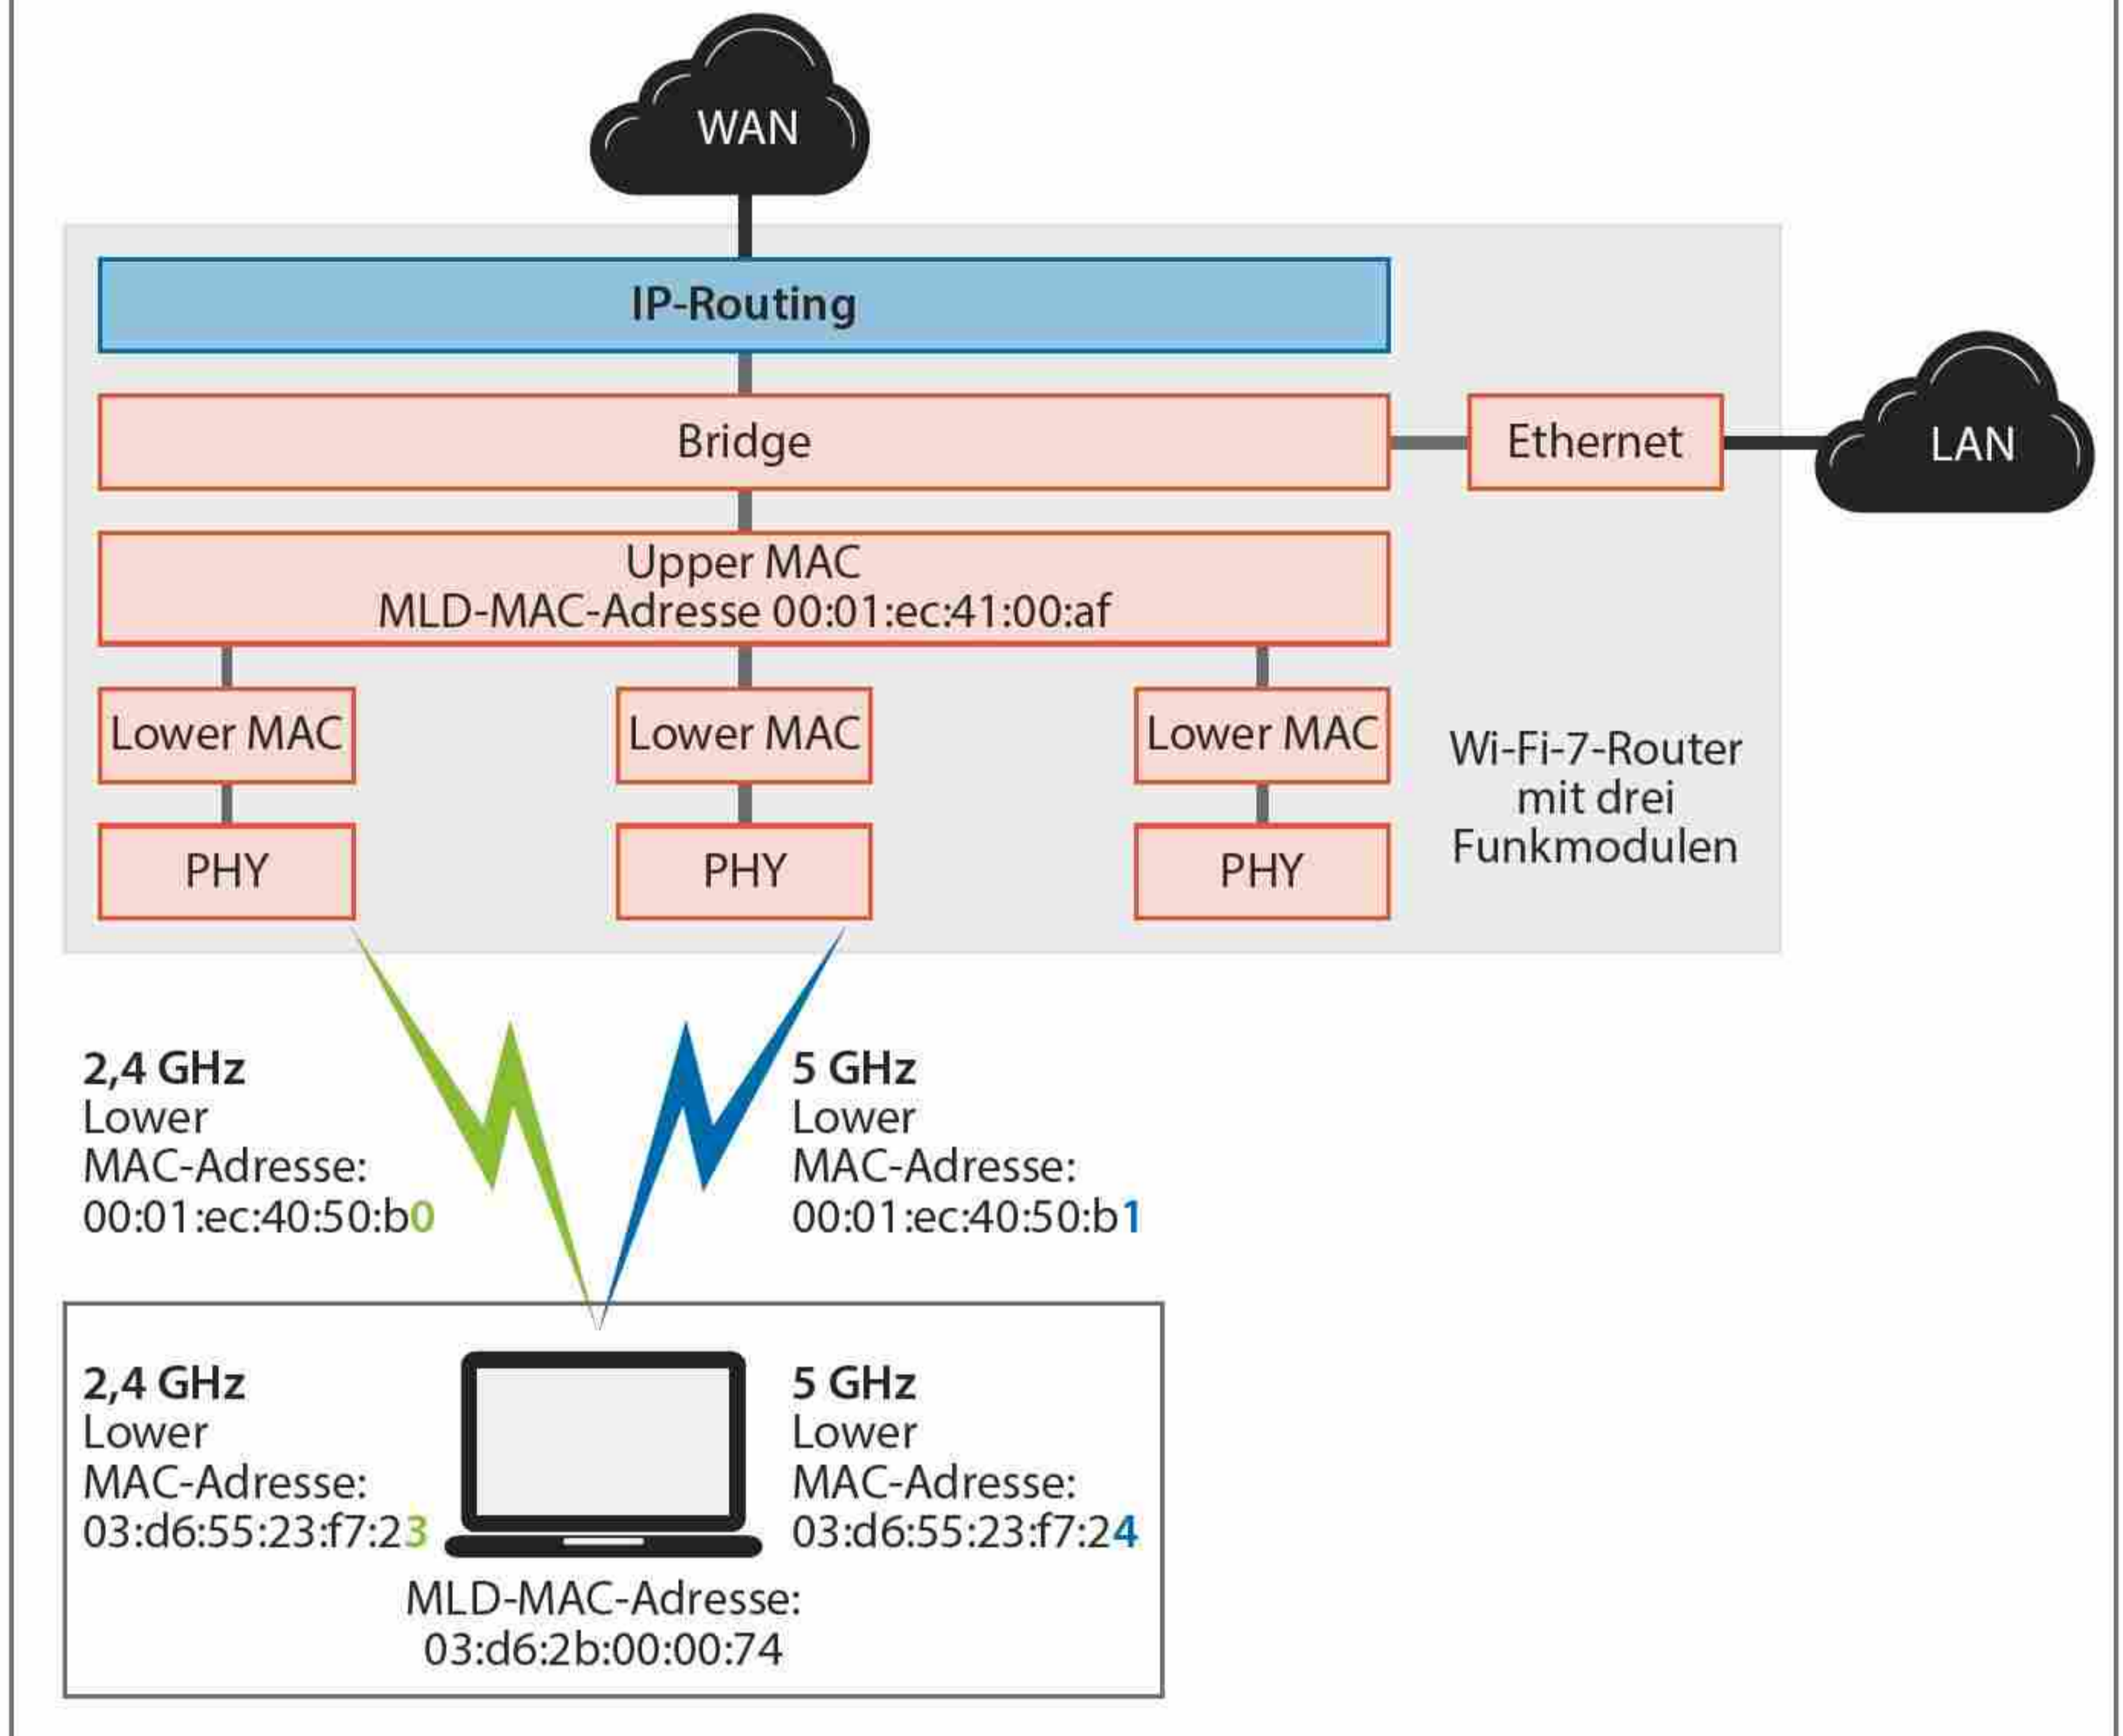 WAN
IP-Routing
Bridge
Ethernet
LAN
Upper MAC
MLD-MAC-Adresse 00:01:ec:41:00:af
Lower MAC
Lower MAC
Lower MAC
PHY
PHY
PHY
Wi-Fi-7-Router
mit drei
Funkmodulen
2,4 GHz
Lower
MAC-Adresse:
00:01:ec:40:50:b0
5 GHz
Lower
MAC-Adresse:
00:01:ec:40:50:b1
2,4 GHz
Lower
MAC-Adresse:
03:d6:55:23:f7:23
5 GHz
Lower
MAC-Adresse:
03:d6:55:23:f7:24
MLD-MAC-Adresse:
03:d6:2b:00:00:74